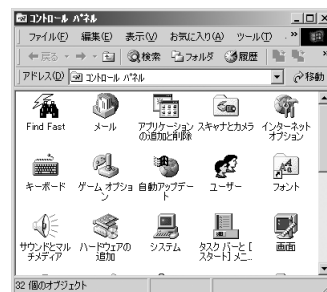 コントロール パネル
ファイル(F) 編集(E) 表示(V) お気に入り(A) ツール(T) »
戻る 検索 フォルダ 履歴 »
アドレス(D) コントロール パネル 移動
Find Fast メール アプリケーションの追加と削除 スキャナとカメラ インターネット オプション
キーボード ゲーム オプション 自動アップデート ユーザー フォント
サウンドとマルチメディア ハードウェアの追加 システム タスク バーと [スタート] メニ... 画面
32 個のオブジェクト